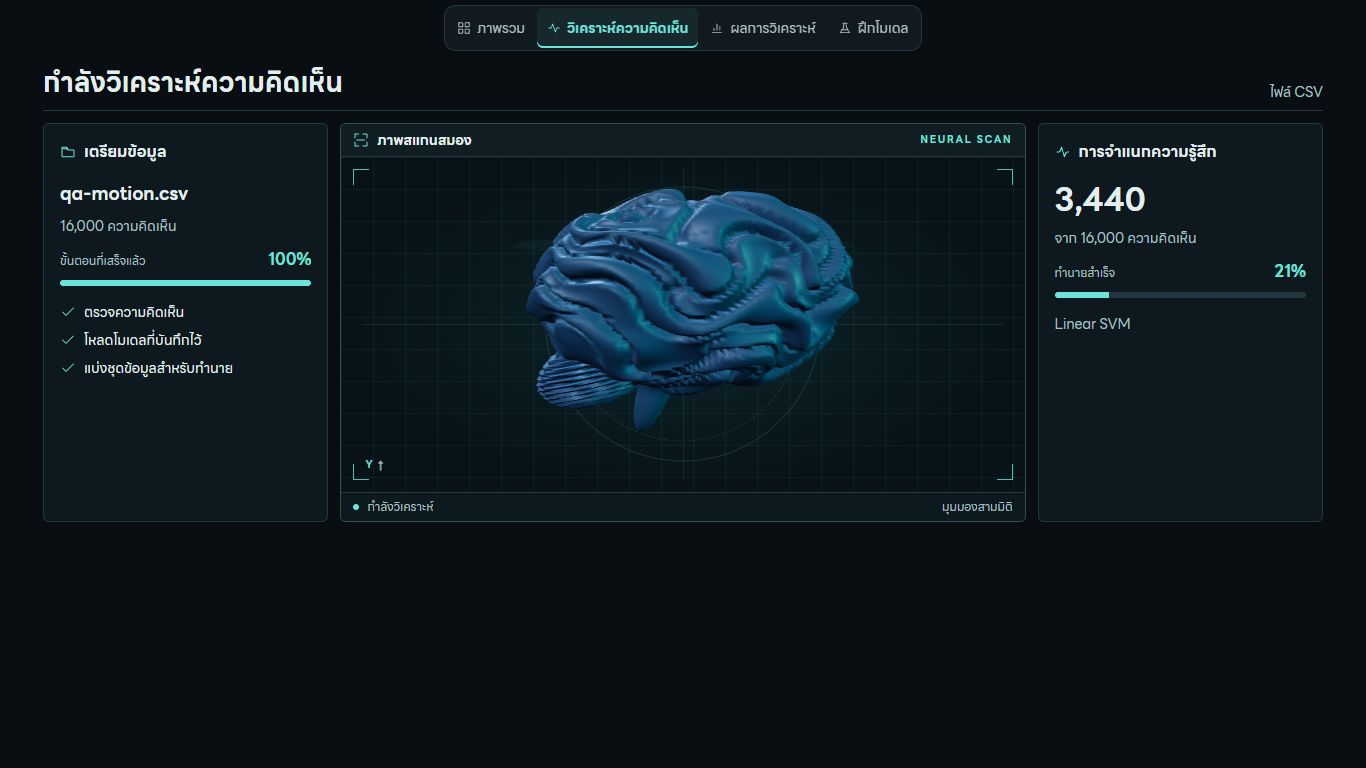 ภาพรวม
วิเคราะห์ความคิดเห็น
ผลการวิเคราะห์
ฝึกโมเดล
กำลังวิเคราะห์ความคิดเห็น
ไฟล์ CSV
เตรียมข้อมูล
qa-motion.csv
16,000 ความคิดเห็น
ขั้นตอนที่เสร็จแล้ว 100%
ตรวจความคิดเห็น
โหลดโมเดลที่บันทึกไว้
แบ่งชุดข้อมูลสำหรับทำนาย
ภาพสแกนสมอง
NEURAL SCAN
Y ↑
กำลังวิเคราะห์
มุมมองสามมิติ
การจำแนกความรู้สึก
3,440
จาก 16,000 ความคิดเห็น
ทำนายสำเร็จ 21%
Linear SVM